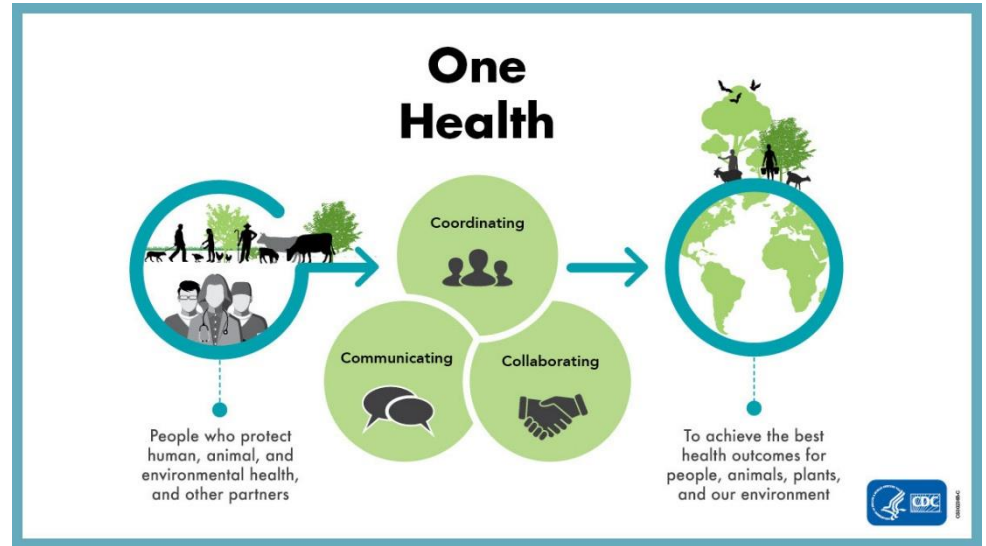 One
Health
Coordinating
Communicating
Collaborating
People who protect
human, animal, and
environmental health,
and other partners
To achieve the best
health outcomes for
people, animals, plants,
and our environment
CDC